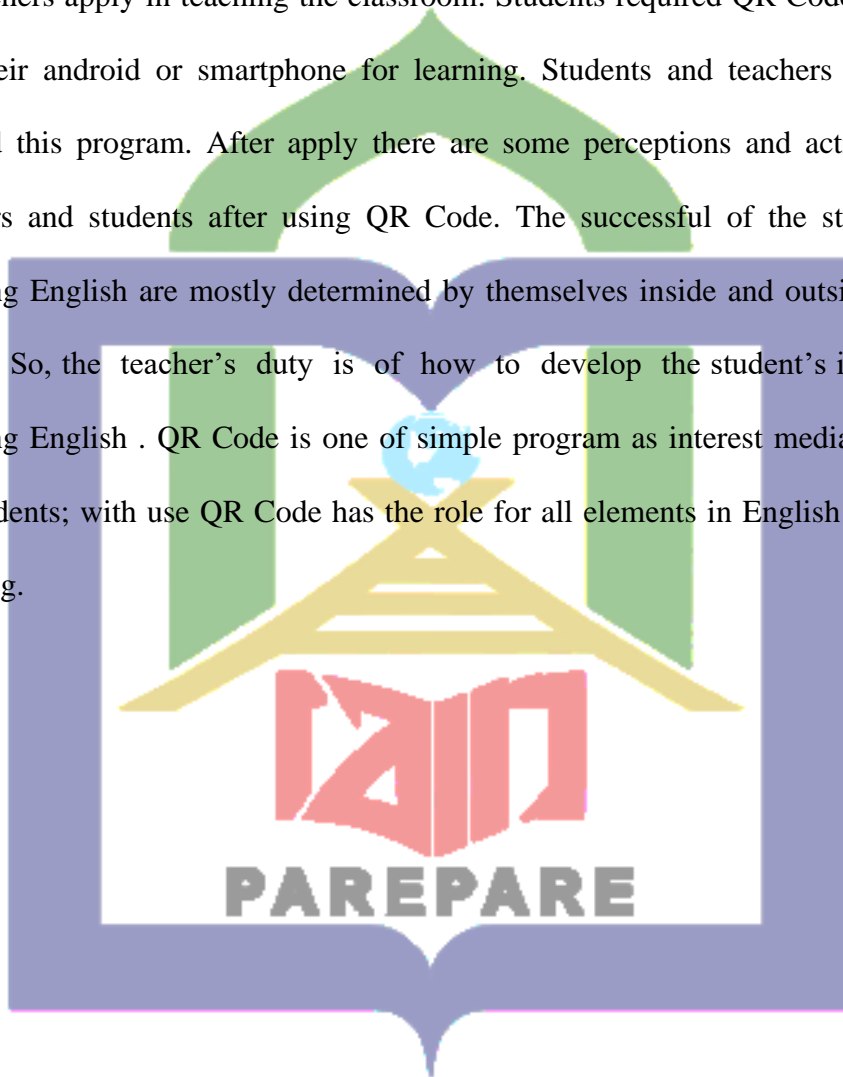 hers apply in teaching the classroom. Students required QR Code
eir android or smartphone for learning. Students and teachers
d this program. After apply there are some perceptions and act
rs and students after using QR Code. The successful of the st
ng English are mostly determined by themselves inside and outsi
So, the teacher’s duty is of how to develop the student’s i
ng English . QR Code is one of simple program as interest media
dents; with use QR Code has the role for all elements in English
g.
iain
PAREPARE